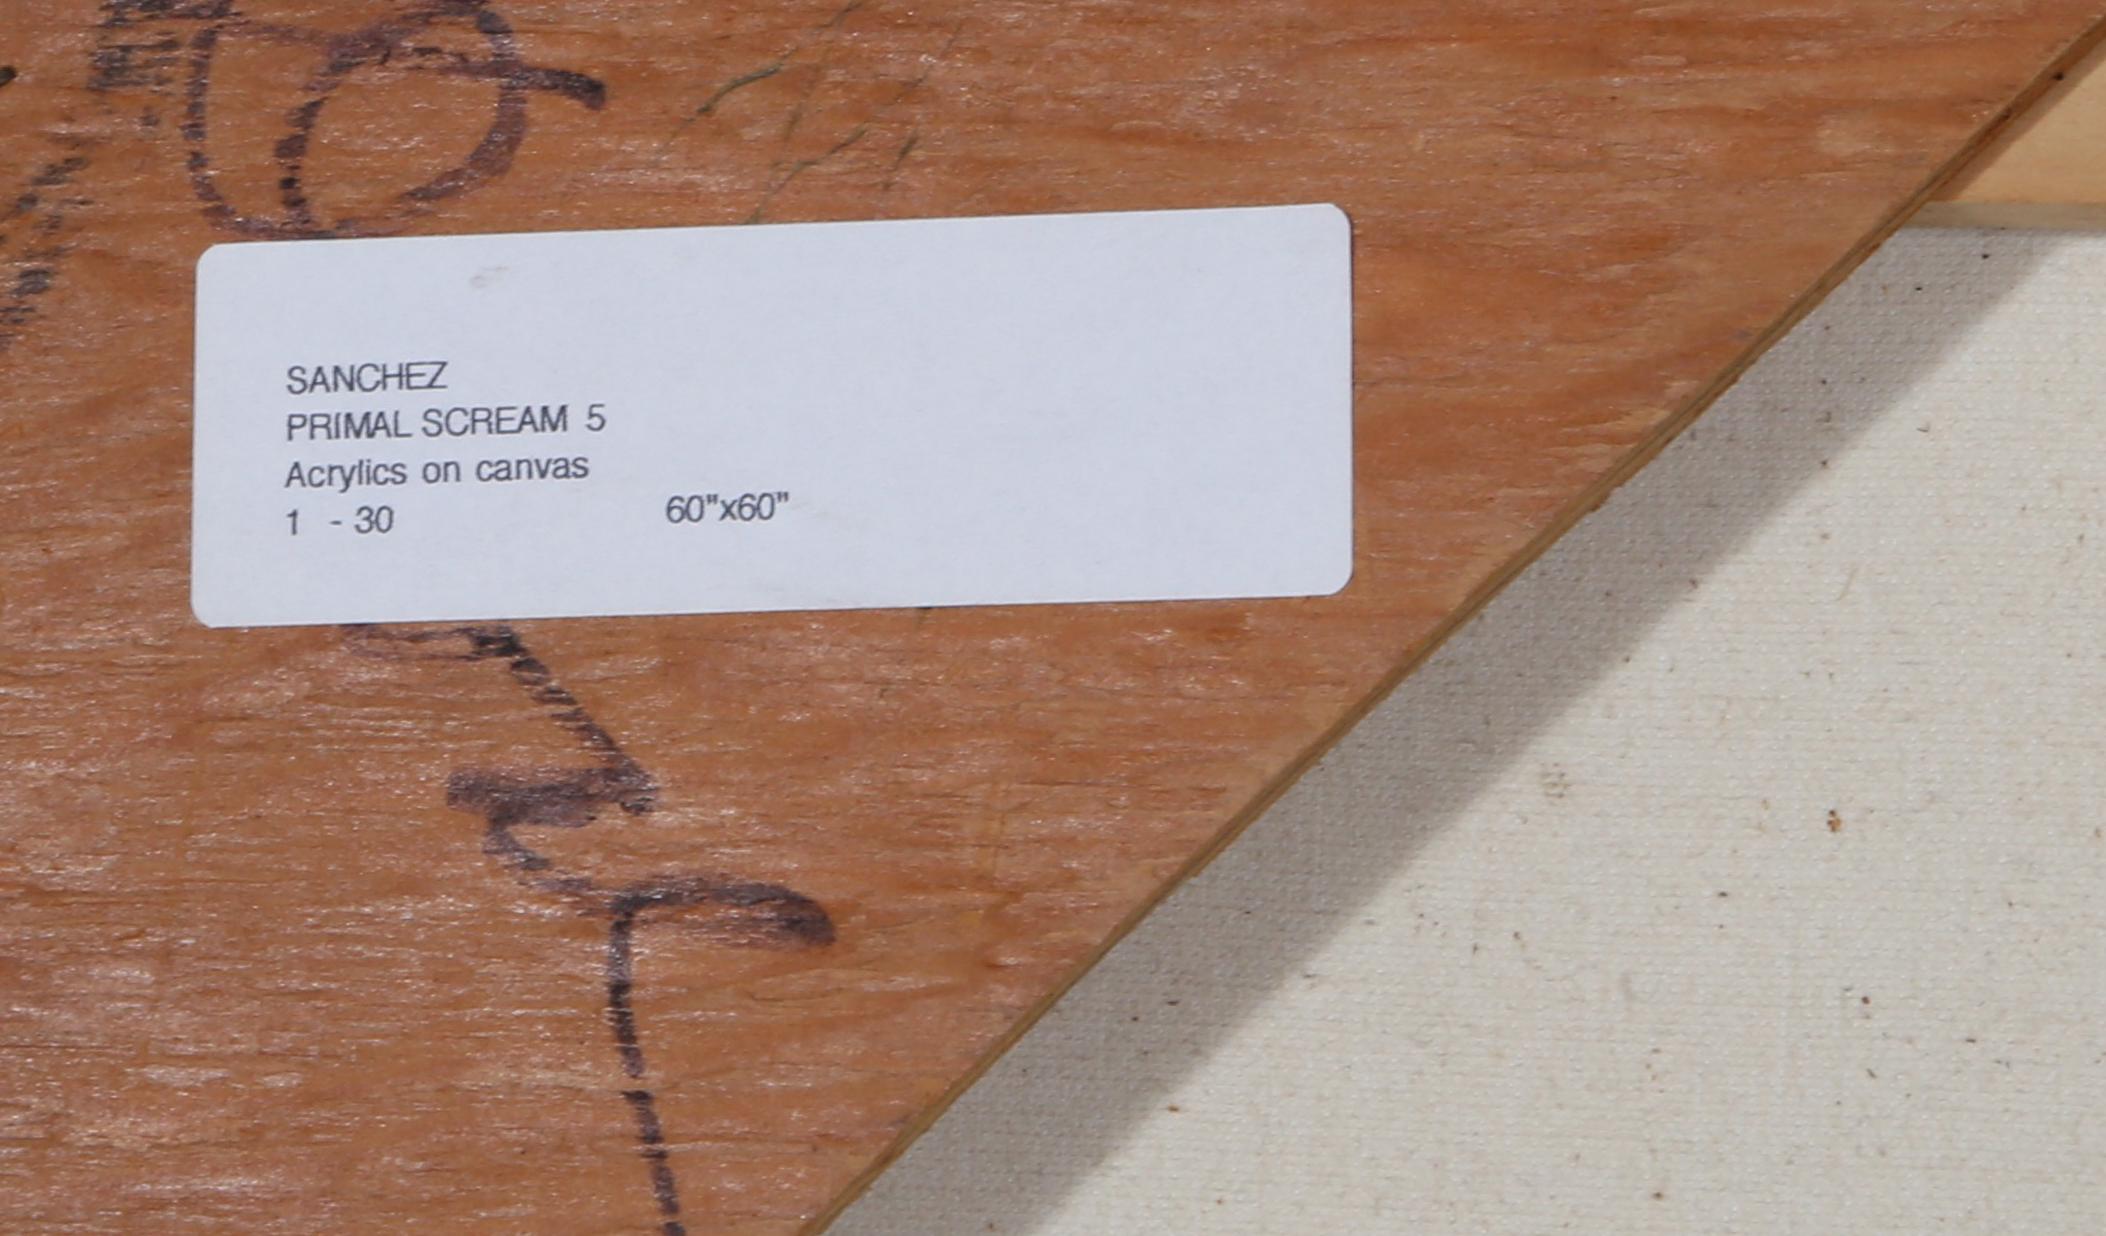 SANCHEZ
PRIMAL SCREAM 5
Acrylics on canvas
1 - 30 60"x60"